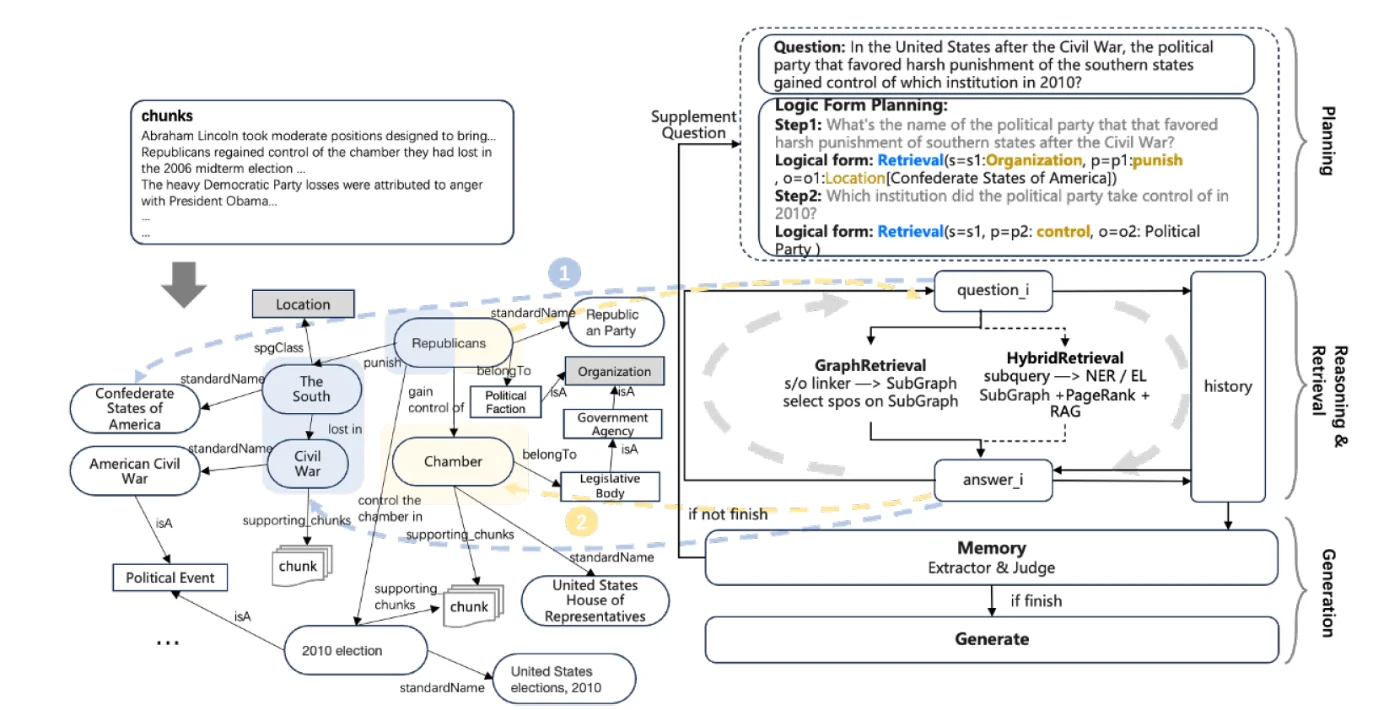 chunks
Abraham Lincoln took moderate positions designed to bring...
Republicans regained control of the chamber they had lost in
the 2006 midterm election ...
The heavy Democratic Party losses were attributed to anger
with President Obama...
...
...
Location
spgClass
standardName
The
South
Confederate
States of
America
lost in
standardName
Civil
War
American Civil
War
isA
supporting_chunks
chunk
Political Event
isA
...
1
Republicans
punish
standardName
Republic
an Party
belongTo
Political
Faction
isA
Organization
isA
Government
Agency
isA
gain
control of
Chamber
belongTo
Legislative
Body
control the
chamber in
2
supporting_chunks
standardName
supporting_
chunks
chunk
United States
House of
Representatives
2010 election
standardName
United States
elections, 2010
Supplement
Question
Question: In the United States after the Civil War, the political
party that favored harsh punishment of the southern states
gained control of which institution in 2010?
Logic Form Planning:
Step1: What's the name of the political party that that favored
harsh punishment of southern states after the Civil War?
Logical form: Retrieval(s=s1:Organization, p=p1:punish
, o=o1:Location[Confederate States of America])
Step2: Which institution did the political party take control of in
2010?
Logical form: Retrieval(s=s1, p=p2: control, o=o2: Political
Party )
Planning
question_i
GraphRetrieval
s/o linker —> SubGraph
select spos on SubGraph
HybridRetrieval
subquery —> NER / EL
SubGraph +PageRank +
RAG
history
answer_i
Reasoning &
Retrieval
if not finish
Memory
Extractor & Judge
if finish
Generate
Generation